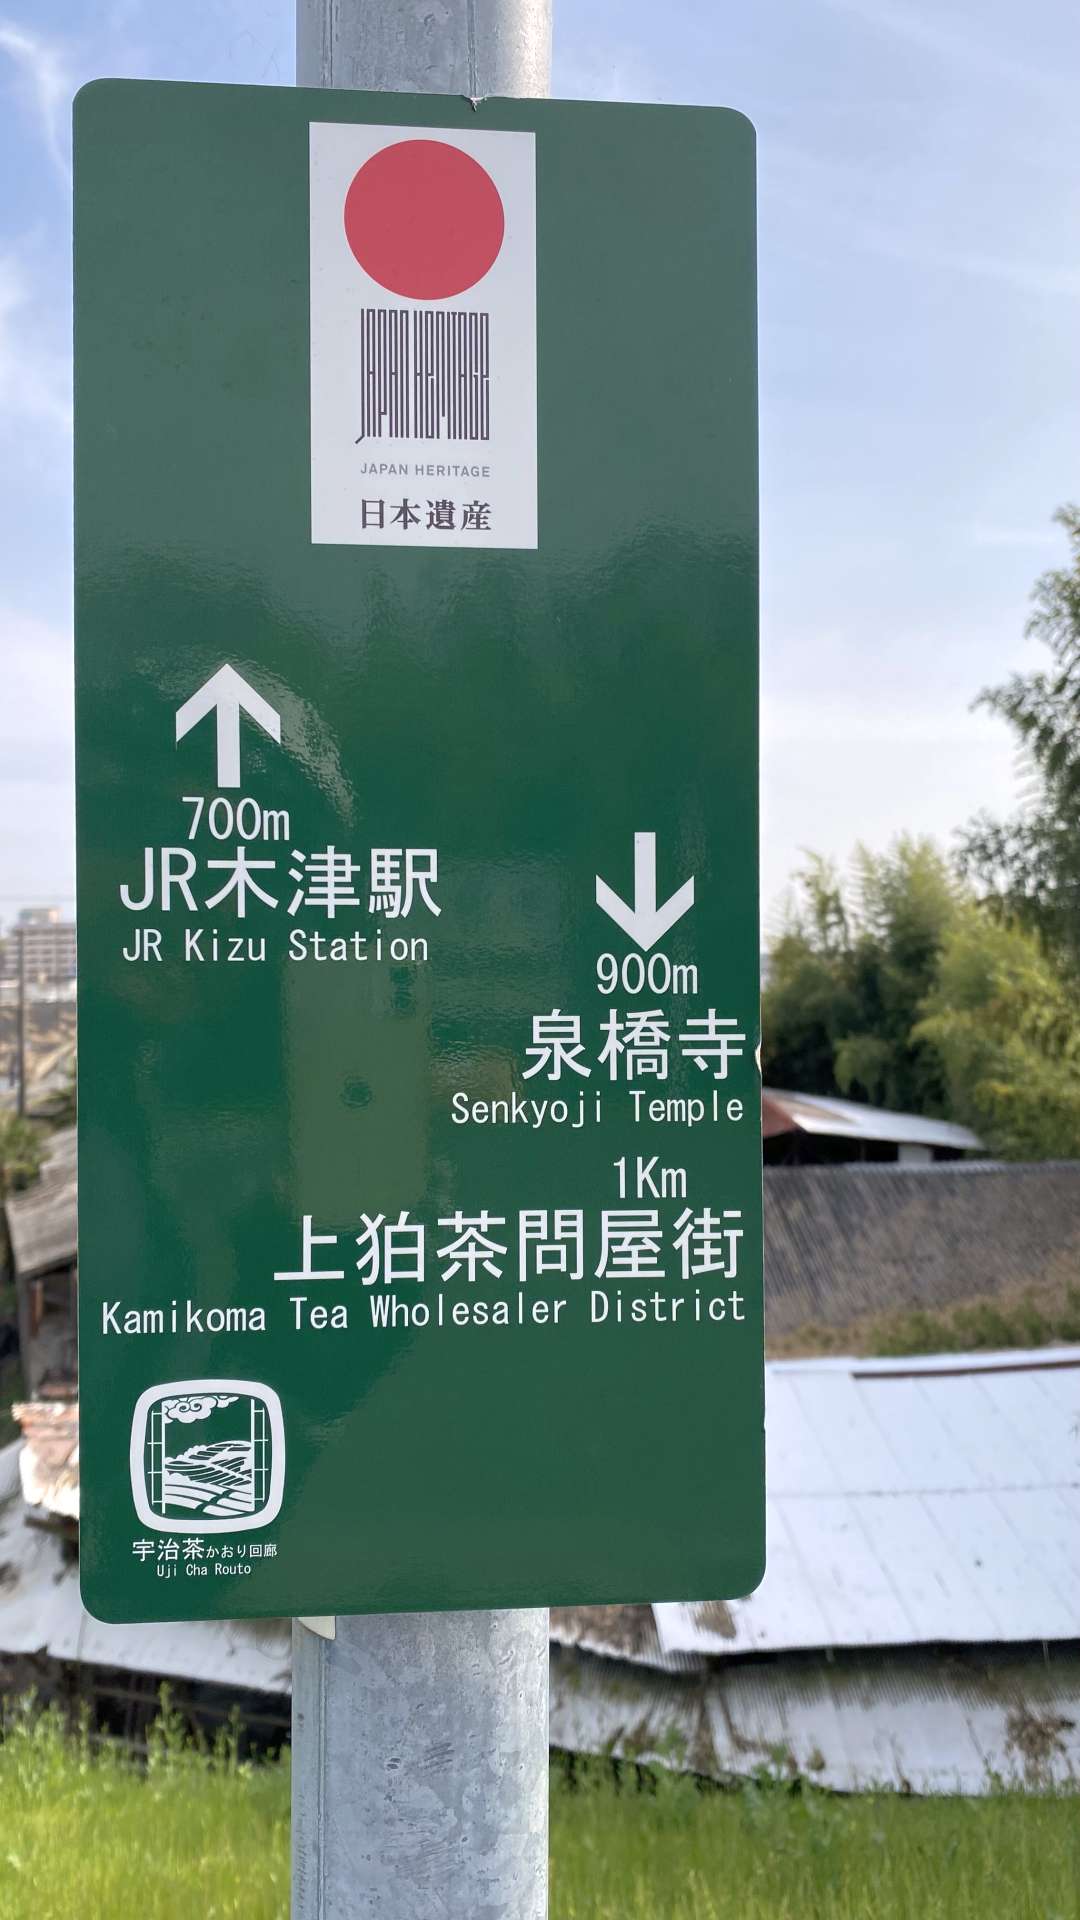 JAPAN HERITAGE
JAPAN HERITAGE
日本遺産
700m
JR木津駅
JR Kizu Station
900m
泉橋寺
Senkyoji Temple
1Km
上狛茶問屋街
Kamikoma Tea Wholesaler District
宇治茶かおり回廊
Uji Cha Routo